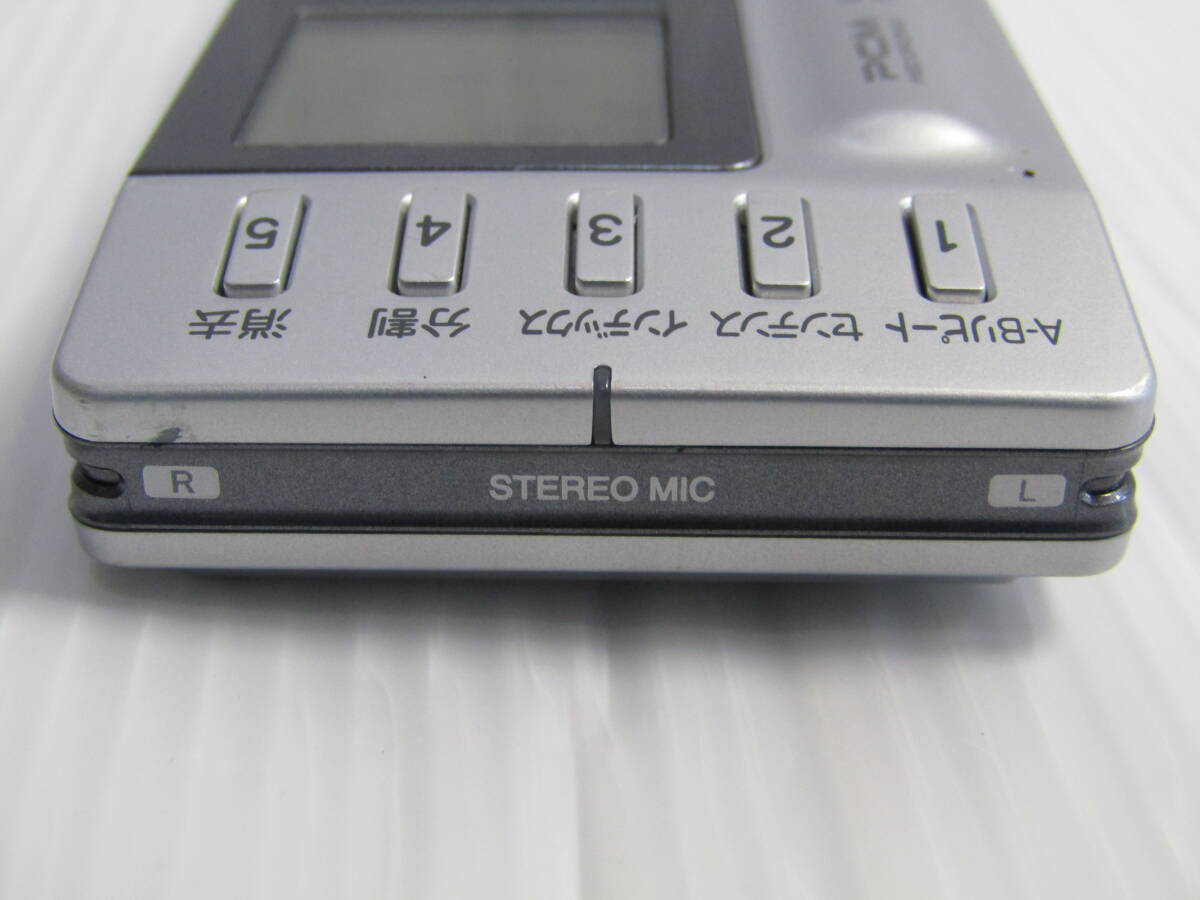 PCM
1 2 3 4 5
A-Bリピート センテンス インデックス 分割 消去
R STEREO MIC L